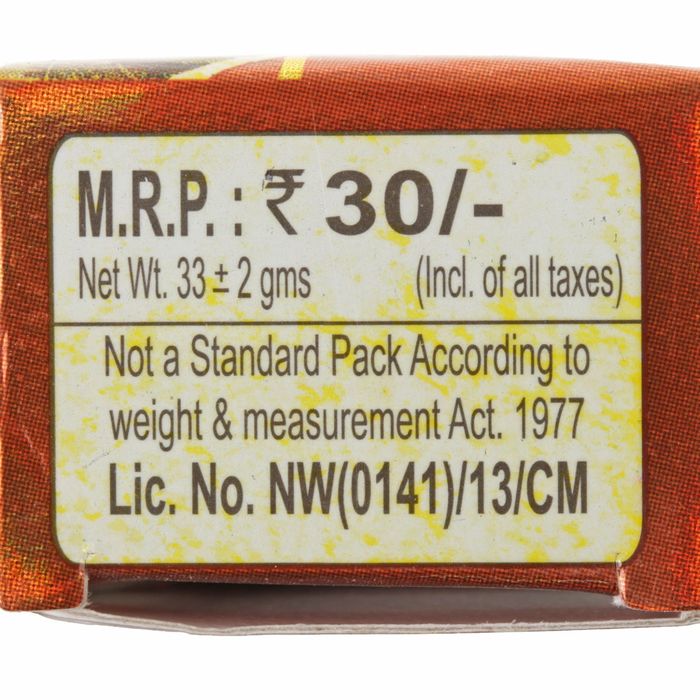 M.R.P. : ₹ 30/-
Net Wt. 33 ± 2 gms (Incl. of all taxes)
Not a Standard Pack According to
weight & measurement Act. 1977
Lic. No. NW(0141)/13/CM